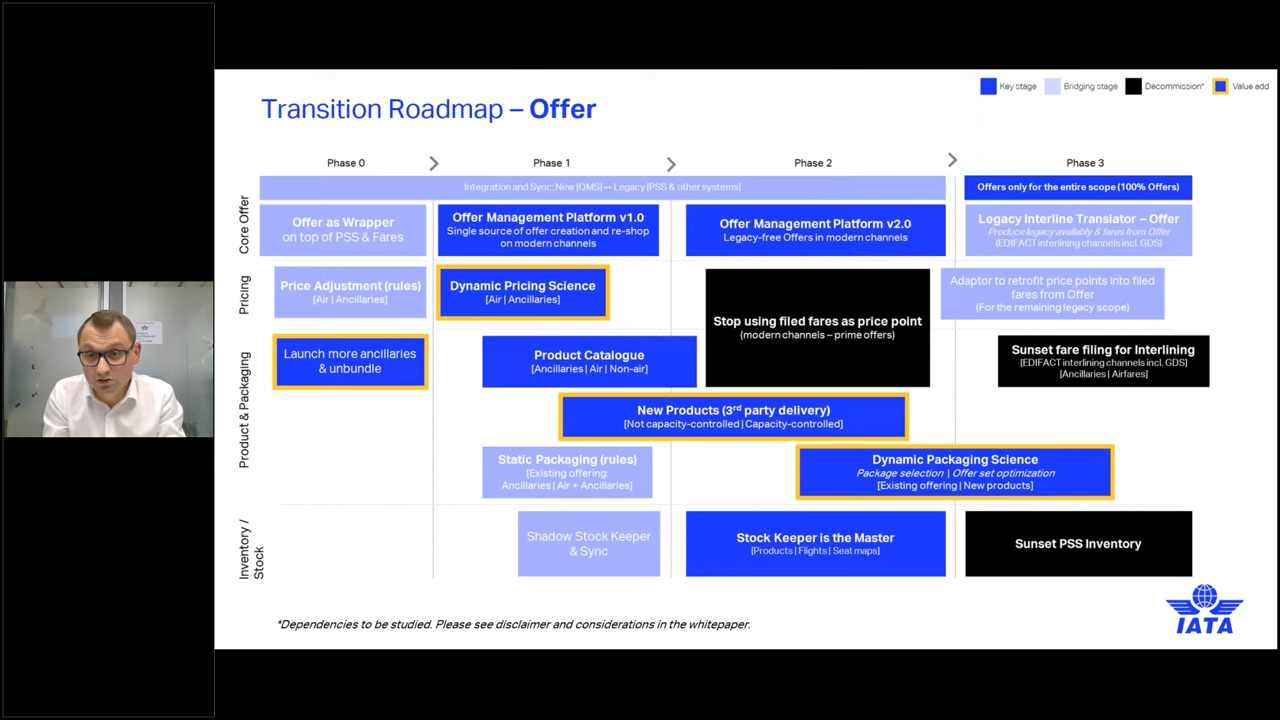 Key stage
Bridging stage
Decommission*
Value add
Transition Roadmap – Offer
Phase 0
Phase 1
Phase 2
Phase 3
Core Offer
Integration and Sync: New [OMS] ↔ Legacy [PSS & other systems]
Offers only for the entire scope (100% Offers)
Offer as Wrapper
on top of PSS & Fares
Offer Management Platform v1.0
Single source of offer creation and re-shop
on modern channels
Offer Management Platform v2.0
Legacy-free Offers in modern channels
Legacy Interline Translator – Offer
Produce legacy availably & fares from Offer
(EDIFACT interlining channels incl. GDS)
Pricing
Price Adjustment (rules)
[Air | Ancillaries]
Dynamic Pricing Science
[Air | Ancillaries]
Stop using filed fares as price point
(modern channels – prime offers)
Adaptor to retrofit price points into filed
fares from Offer
(For the remaining legacy scope)
Product & Packaging
Launch more ancillaries
& unbundle
Product Catalogue
[Ancillaries | Air | Non-air]
Sunset fare filing for Interlining
(EDIFACT interlining channels incl. GDS]
[Ancillaries | Airfares]
New Products (3rd party delivery)
[Not capacity-controlled | Capacity-controlled]
Static Packaging (rules)
[Existing offering:
Ancillaries | Air + Ancillaries]
Dynamic Packaging Science
Package selection | Offer set optimization
[Existing offering | New products]
Inventory /
Stock
Shadow Stock Keeper
& Sync
Stock Keeper is the Master
[Products | Flights | Seat maps]
Sunset PSS Inventory
*Dependencies to be studied. Please see disclaimer and considerations in the whitepaper.
IATA